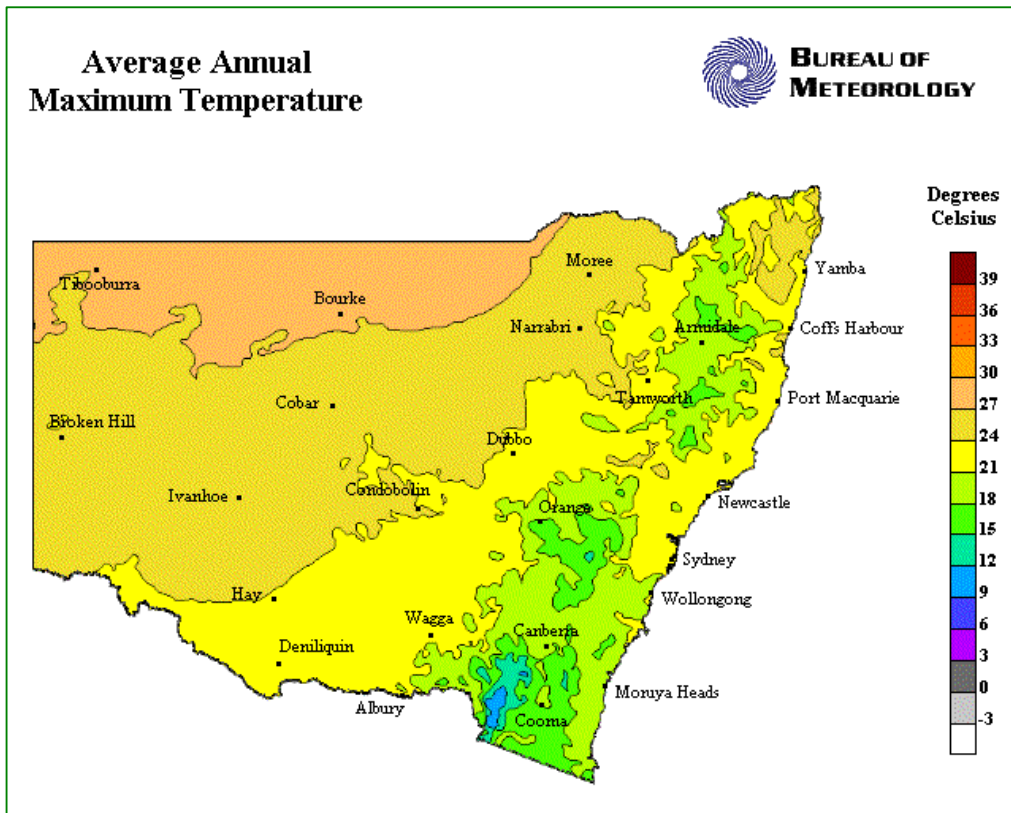 Average Annual
Maximum Temperature
BUREAU OF
METEOROLOGY
Degrees
Celsius
39
36
33
30
27
24
21
18
15
12
9
6
3
0
-3
Tibooburra
Bourke
Moree
Yamba
Narrabri
Armidale
Coffs Harbour
Tamworth
Port Macquarie
Cobar
Broken Hill
Dubbo
Ivanhoe
Condobolin
Newcastle
Orange
Sydney
Hay
Wollongong
Wagga
Canberra
Deniliquin
Moruya Heads
Albury
Cooma